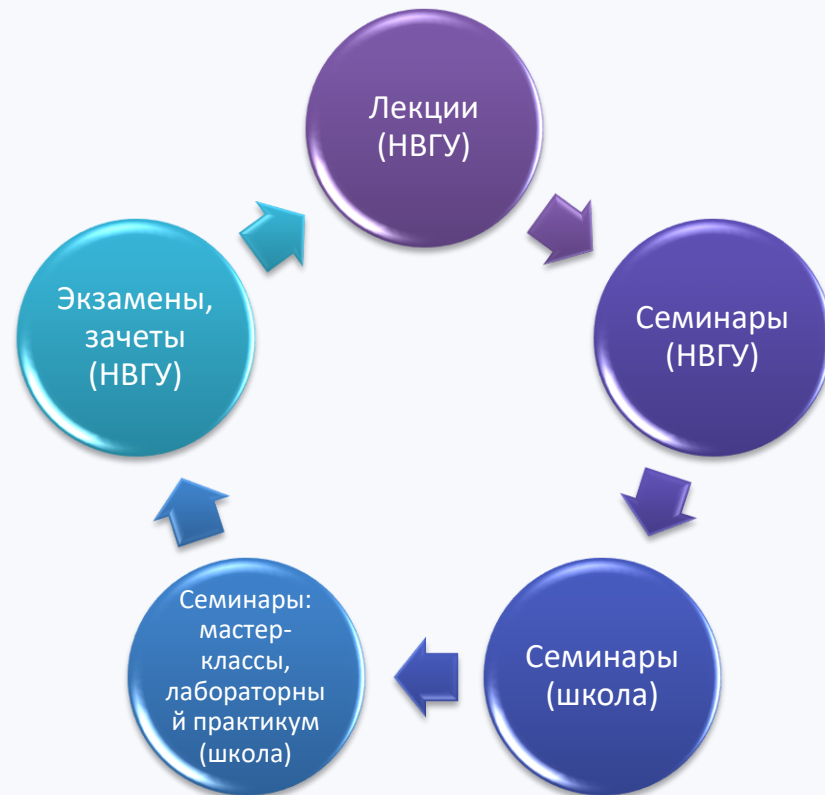 Лекции
(НВГУ)
Семинары
(НВГУ)
Семинары
(школа)
Семинары:
мастер-
классы,
лабораторны
й практикум
(школа)
Экзамены,
зачеты
(НВГУ)